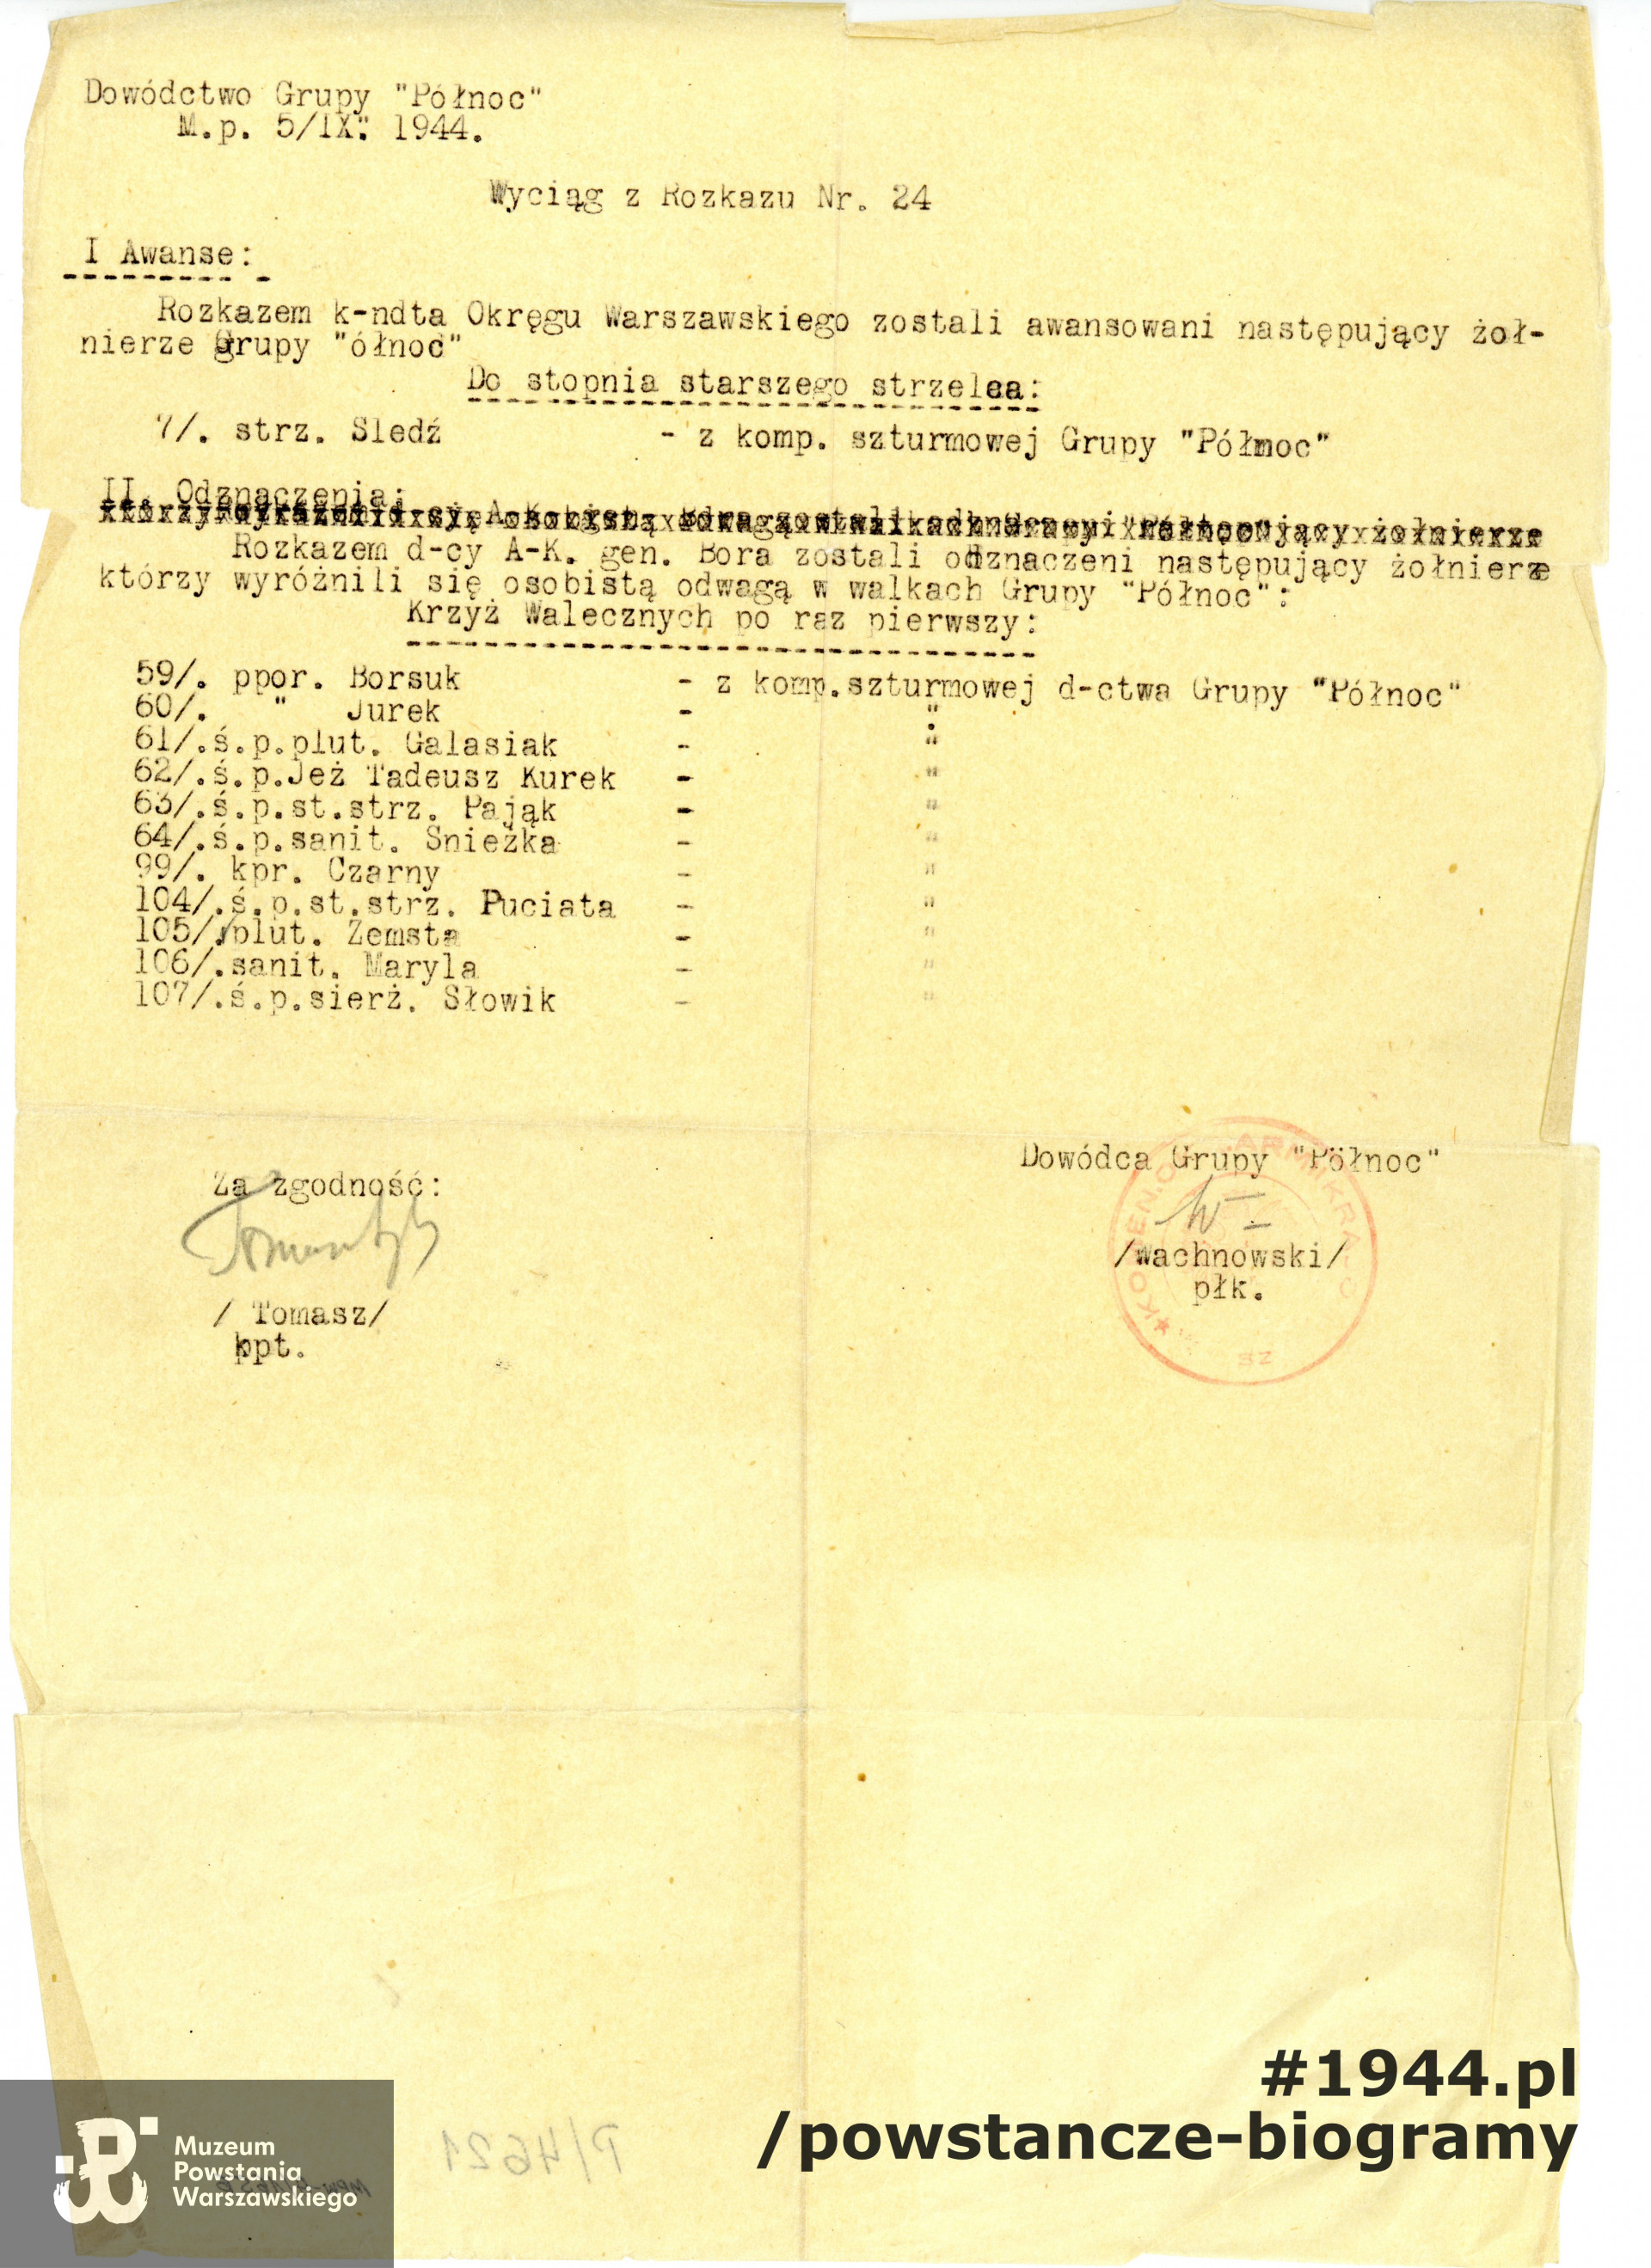 Dowództwo Grupy "Północ"
M.p. 5/IX. 1944.
Wyciąg z Rozkazu Nr. 24
I Awanse:
Rozkazem k-ndta Okręgu Warszawskiego zostali awansowani następujący żoł-
nierze Grupy "ółnoc"
Do stopnia starszego strzelca:
7/. strz. Sledź - z komp. szturmowej Grupy "Północ"
II. Odznaczenia:
Rozkazem d-cy A-K. gen. Bora zostali odznaczeni następujący żołnierze
którzy wyróżnili się osobistą odwagą w walkach Grupy "Północ":
Krzyż Walecznych po raz pierwszy:
59/. ppor. Borsuk - z komp.szturmowej d-ctwa Grupy "Północ"
60/. " Jurek - "
61/.ś.p.plut. Galasiak - "
62/.ś.p.Jeż Tadeusz Kurek - "
63/.ś.p.st.strz. Pająk - "
64/.ś.p.sanit. Snieżka - "
99/. kpr. Czarny - "
104/.ś.p.st.strz. Puciata - "
105/.plut. Zemsta - "
106/.sanit. Maryla - "
107/.ś.p.sierż. Słowik - "
Dowódca Grupy "Północ"
Za zgodność:
/Wachnowski/
płk.
/ Tomasz/
kpt.
#1944.pl
/powstancze-biogramy
P/4621
Muzeum
Powstania
Warszawskiego